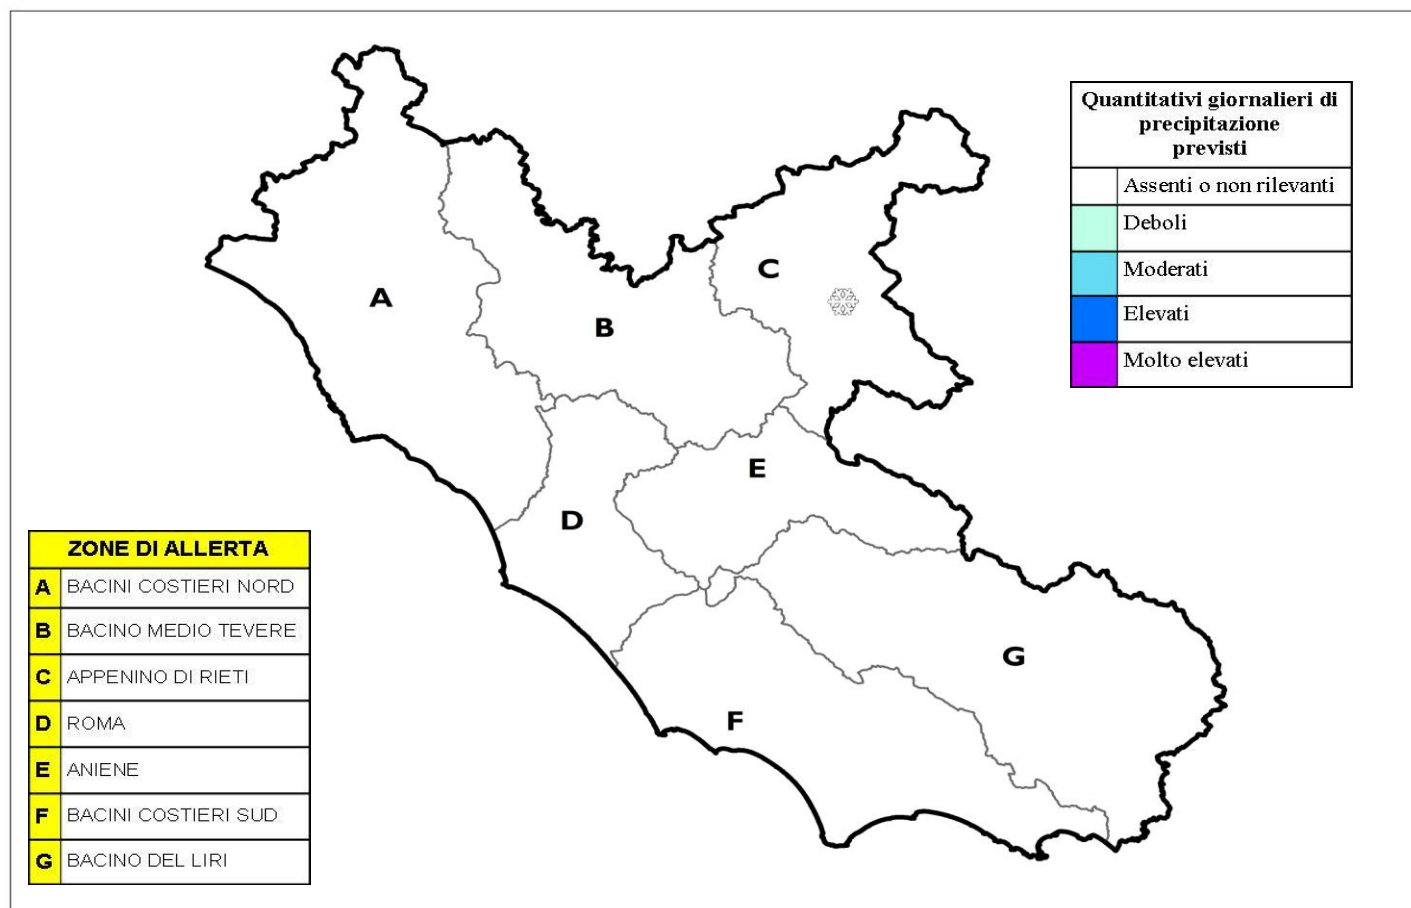 Quantitativi giornalieri di
precipitazione
previsti
Assenti o non rilevanti
Deboli
Moderati
Elevati
Molto elevati
A
B
C
D
E
F
G
ZONE DI ALLERTA
A BACINI COSTIERI NORD
B BACINO MEDIO TEVERE
C APPENINO DI RIETI
D ROMA
E ANIENE
F BACINI COSTIERI SUD
G BACINO DEL LIRI